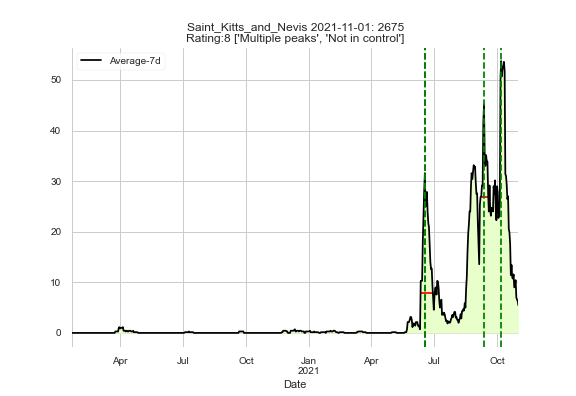 Saint_Kitts_and_Nevis 2021-11-01: 2675
Rating:8 ['Multiple peaks', 'Not in control']
Average-7d
50
40
30
20
10
0
Apr Jul Oct Jan Apr Jul Oct
2021
Date